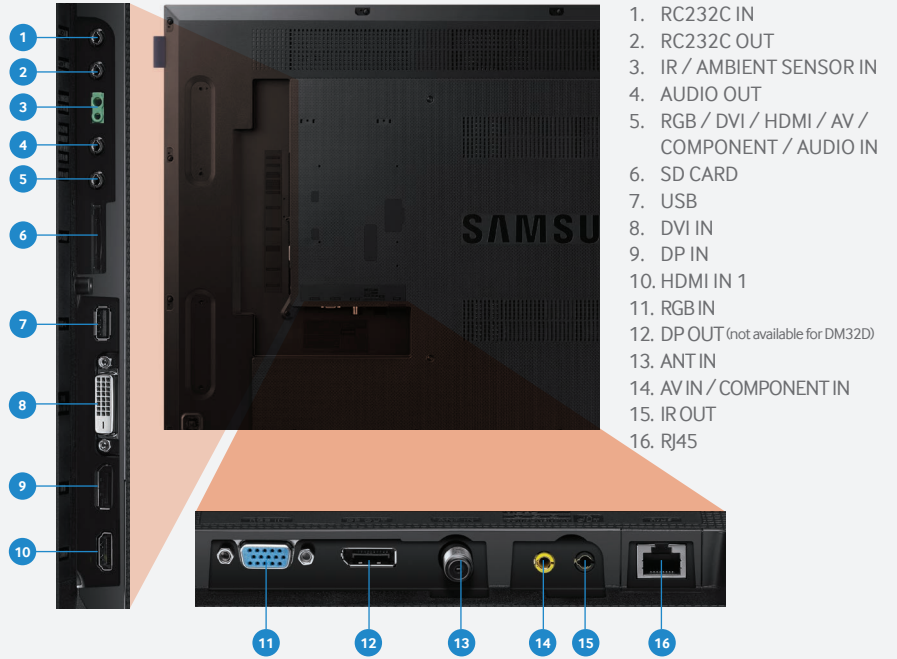 1
2
3
4
5
6
7
8
9
10
SAMSU
11
12
13
14
15
16
1. RC232C IN
2. RC232C OUT
3. IR / AMBIENT SENSOR IN
4. AUDIO OUT
5. RGB / DVI / HDMI / AV /
COMPONENT / AUDIO IN
6. SD CARD
7. USB
8. DVI IN
9. DP IN
10. HDMI IN 1
11. RGB IN
12. DP OUT (not available for DM32D)
13. ANT IN
14. AV IN / COMPONENT IN
15. IR OUT
16. RJ45